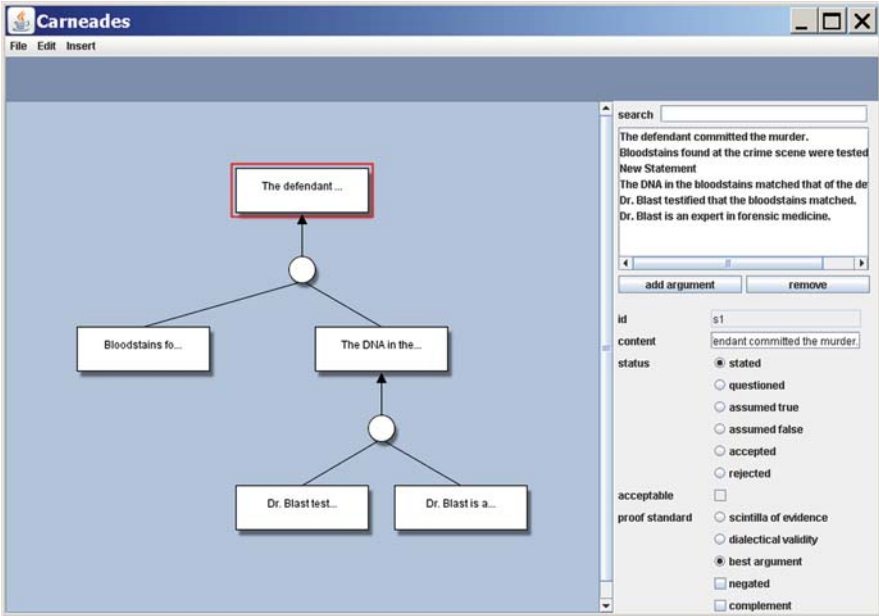 Carneades
File Edit Insert
search
The defendant committed the murder.
Bloodstains found at the crime scene were tested
New Statement
The DNA in the bloodstains matched that of the de
Dr. Blast testified that the bloodstains matched.
Dr. Blast is an expert in forensic medicine.
add argument remove
The defendant ...
Bloodstains fo...
The DNA in the...
Dr. Blast test...
Dr. Blast is a...
id s1
content endant committed the murder.
status stated
questioned
assumed true
assumed false
accepted
rejected
acceptable
proof standard scintilla of evidence
dialectical validity
best argument
negated
complement